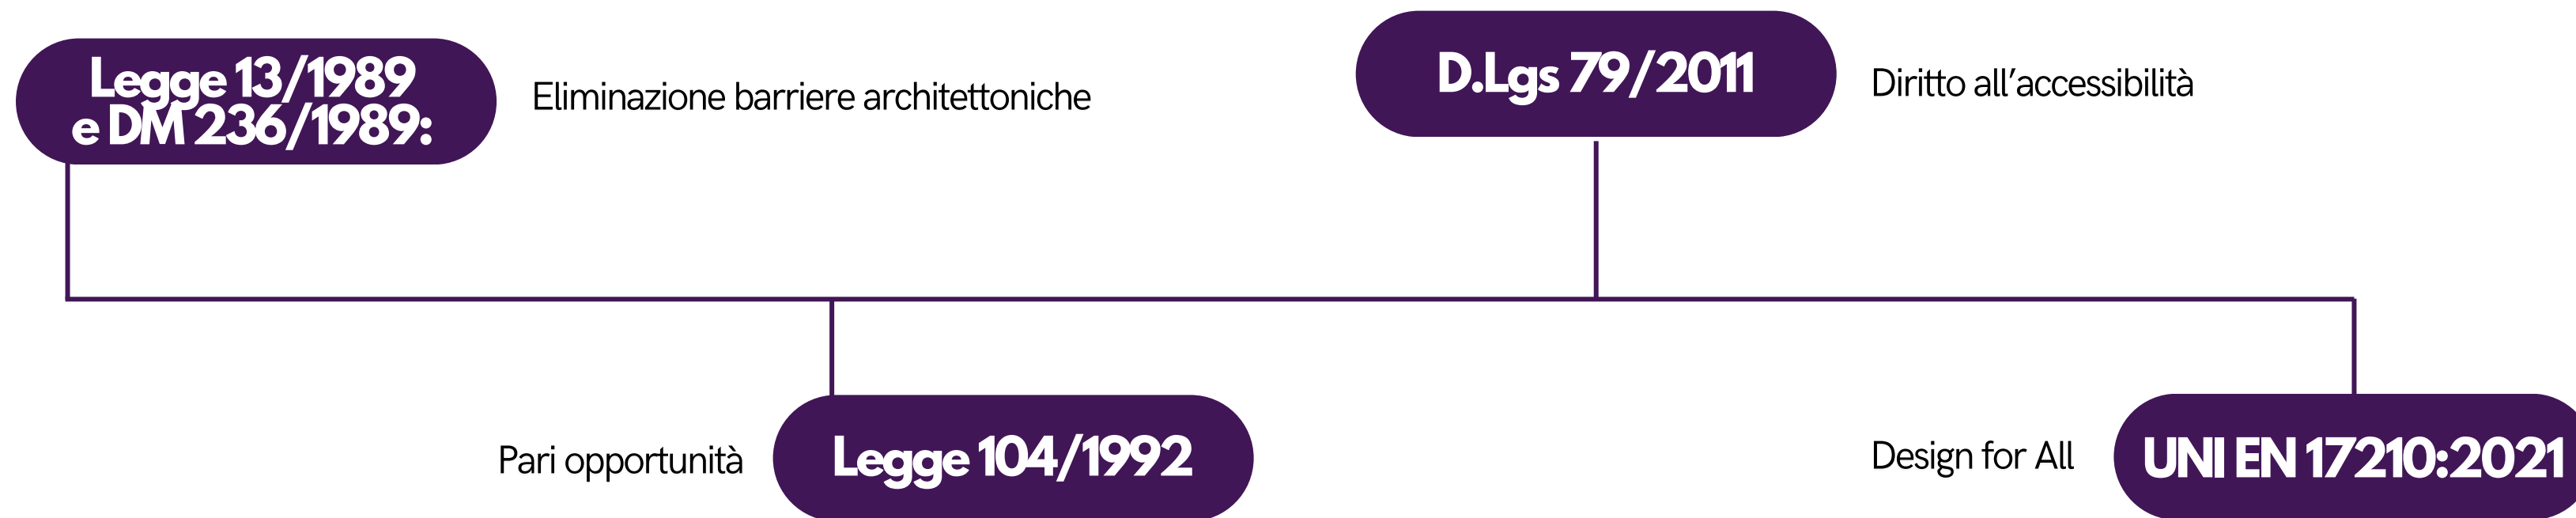 Legge 13/1989
e DM 236/1989:
Eliminazione barriere architettoniche
D.Lgs 79/2011
Diritto all’accessibilità
Pari opportunità
Legge 104/1992
Design for All
UNI EN 17210:2021